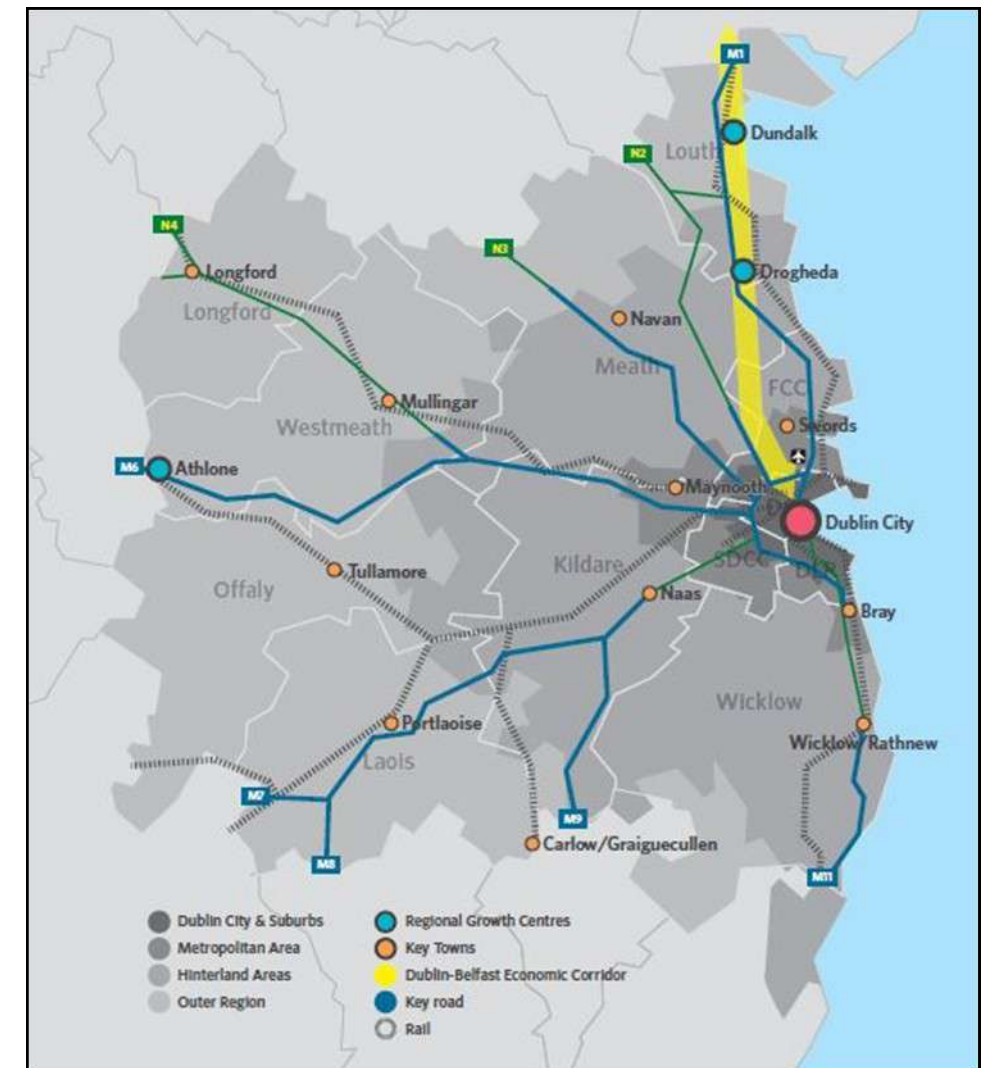 M1
Dundalk
N2
Louth
N4
N3
Longford
Drogheda
Longford
Navan
Meath
FCC
Mullingar
Swords
Westmeath
M6
Athlone
Maynooth
Dublin City
Kildare
SDCC
DLR
Tullamore
Offaly
Naas
Bray
Wicklow
Portlaoise
Wicklow/Rathnew
Laois
M7
M9
Carlow/Graiguecullen
M8
M11
Dublin City & Suburbs
Metropolitan Area
Hinterland Areas
Outer Region
Regional Growth Centres
Key Towns
Dublin-Belfast Economic Corridor
Key road
Rail